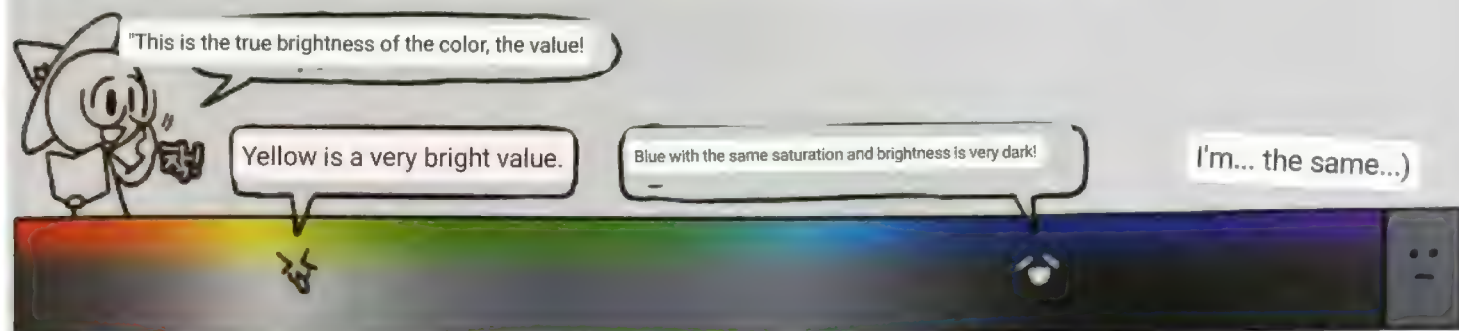 "This is the true brightness of the color, the value!
Yellow is a very bright value.
Blue with the same saturation and brightness is very dark!
I'm... the same...)